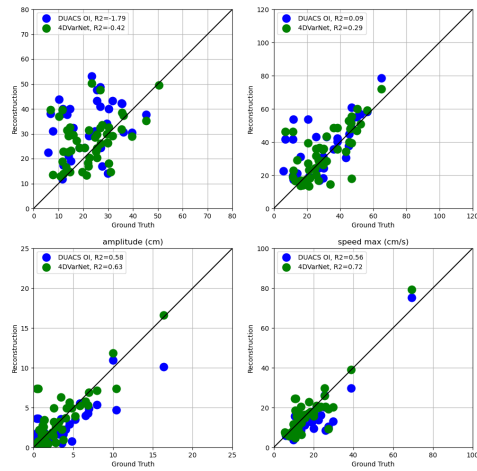 80
70
60
50
40
30
20
10
0
DUACS OI, R2=-1.79
4DVarNet, R2=-0.42
Reconstruction
0 10 20 30 40 50 60 70 80
Ground Truth
120
100
80
60
40
20
0
DUACS OI, R2=0.09
4DVarNet, R2=0.29
Reconstruction
0 20 40 60 80 100 120
Ground Truth
amplitude (cm)
25
20
15
10
5
0
DUACS OI, R2=0.58
4DVarNet, R2=0.63
Reconstruction
0 5 10 15 20 25
Ground Truth
speed max (cm/s)
100
80
60
40
20
0
DUACS OI, R2=0.56
4DVarNet, R2=0.72
Reconstruction
0 20 40 60 80 100
Ground Truth